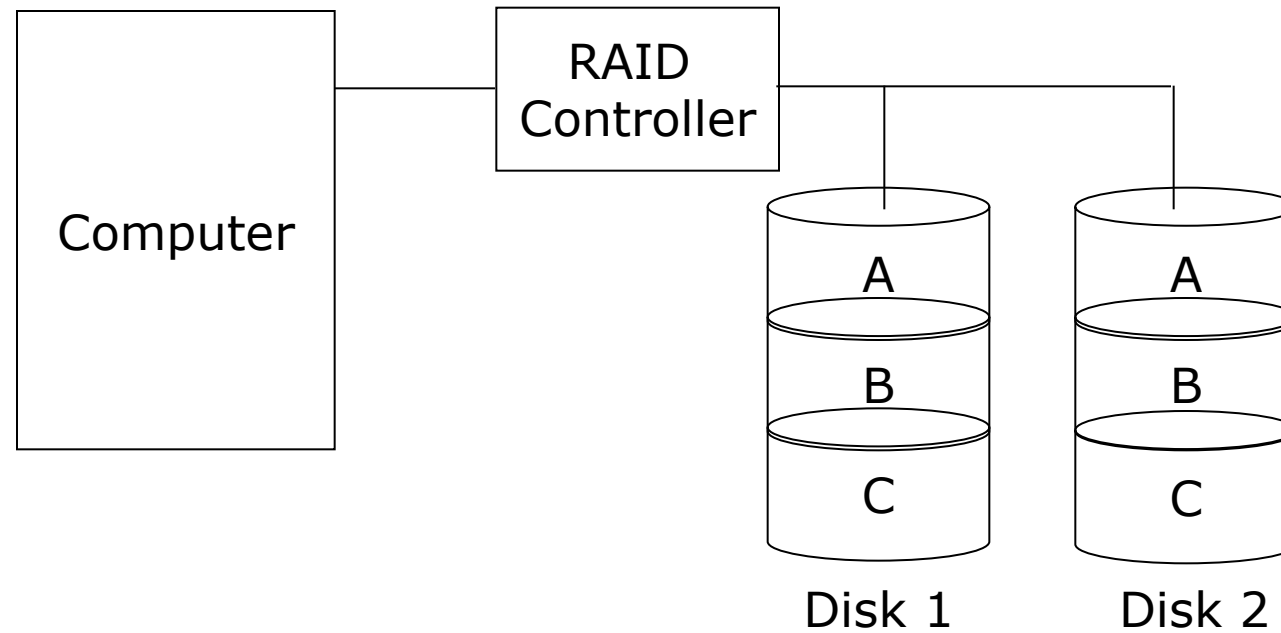 RAID
Controller
Computer
A
B
C
A
B
C
Disk 1
Disk 2